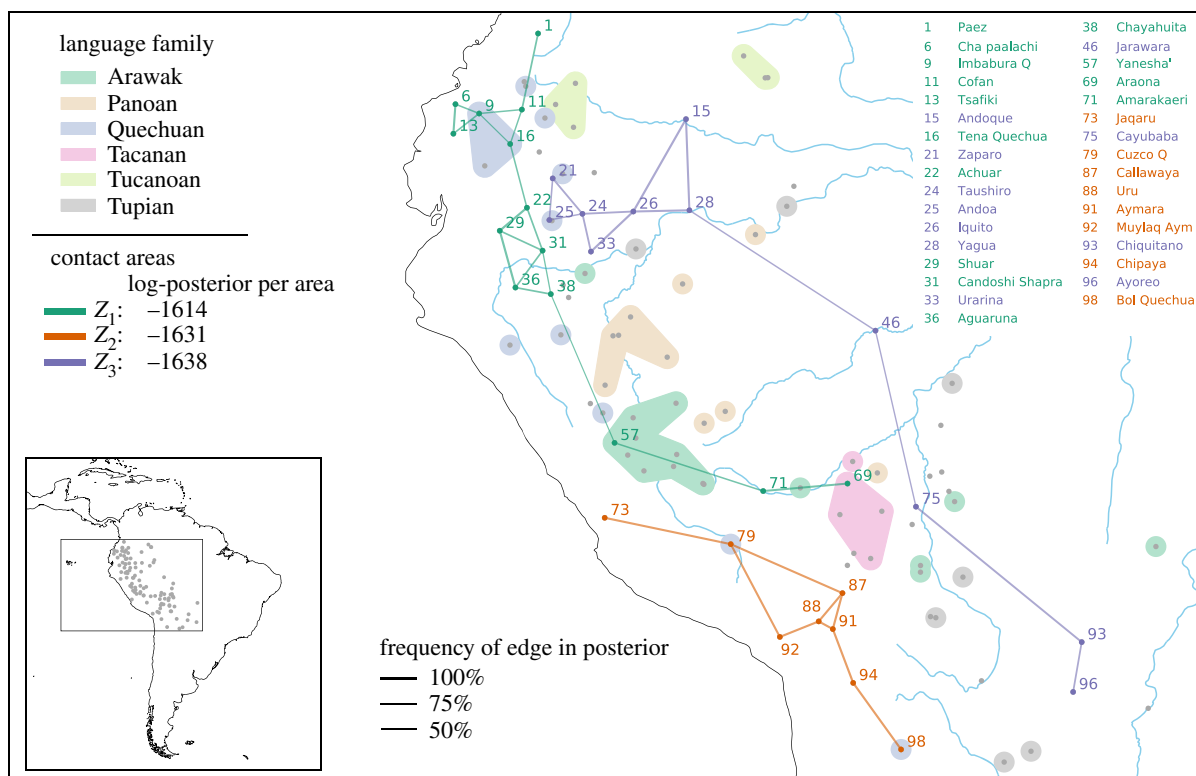 language family
Arawak
Panoan
Quechuan
Tacanan
Tucanoan
Tupian
contact areas
log-posterior per area
Z1: –1614
Z2: –1631
Z3: –1638
frequency of edge in posterior
100%
75%
50%
1 Paez
6 Cha paalachi
9 Imbabura Q
11 Cofan
13 Tsafiki
15 Andoque
16 Tena Quechua
21 Zaparo
22 Achuar
24 Taushiro
25 Andoa
26 Iquito
28 Yagua
29 Shuar
31 Candoshi Shapra
33 Urarina
36 Aguaruna
38 Chayahuita
46 Jarawara
57 Yanesha'
69 Araona
71 Amarakaeri
73 Jaqaru
75 Cayubaba
79 Cuzco Q
87 Callawaya
88 Uru
91 Aymara
92 Muylaq Aym
93 Chiquitano
94 Chipaya
96 Ayoreo
98 Bol Quechua
1
6
9
11
13
15
16
21
22
24
25
26
28
29
31
33
36
38
46
57
69
71
73
75
79
87
88
91
92
93
94
96
98